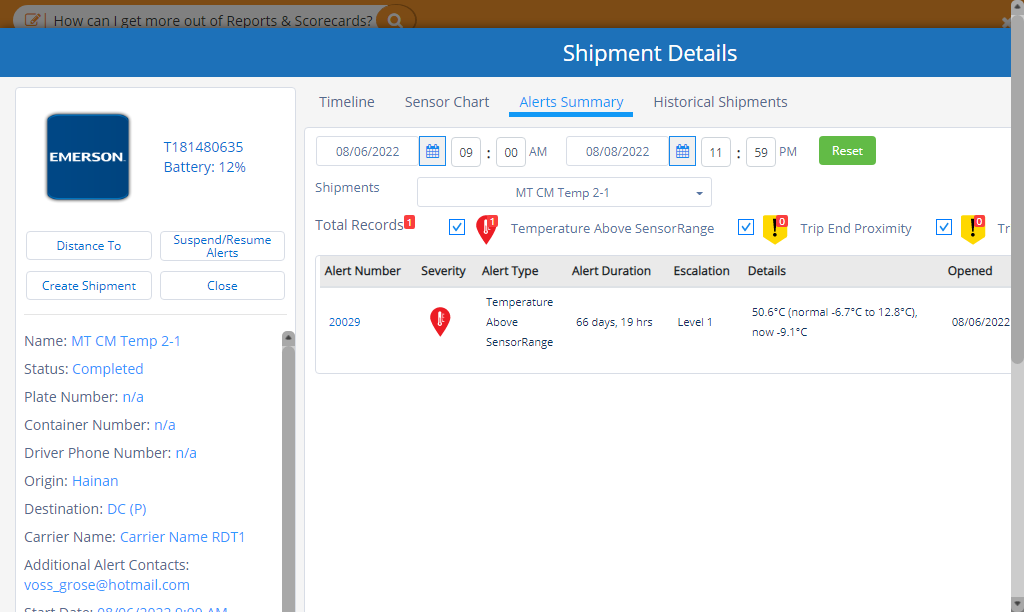 How can I get more out of Reports & Scorecards?
Shipment Details
EMERSON.
T181480635
Battery: 12%
Distance To
Suspend/Resume Alerts
Create Shipment
Close
Name: MT CM Temp 2-1
Status: Completed
Plate Number: n/a
Container Number: n/a
Driver Phone Number: n/a
Origin: Hainan
Destination: DC (P)
Carrier Name: Carrier Name RDT1
Additional Alert Contacts:
voss_grose@hotmail.com
Start Date: 08/06/2022 9:00 AM
Timeline
Sensor Chart
Alerts Summary
Historical Shipments
08/06/2022 09 : 00 AM 08/08/2022 11 : 59 PM Reset
Shipments MT CM Temp 2-1
Total Records 1
1 Temperature Above SensorRange
0 Trip End Proximity
0 Tr
Alert Number Severity Alert Type Alert Duration Escalation Details Opened
20029
Temperature
Above
SensorRange
66 days, 19 hrs
Level 1
50.6°C (normal -6.7°C to 12.8°C),
now -9.1°C
08/06/2022